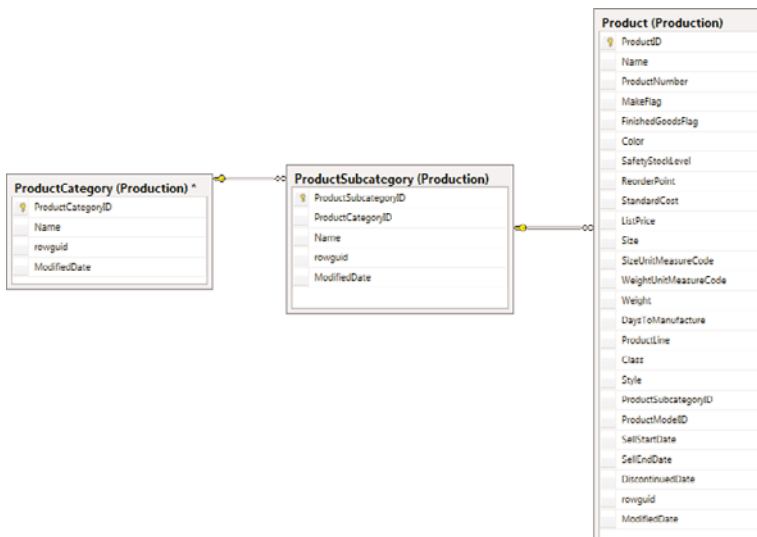 ProductCategory (Production) *
ProductCategoryID
Name
rowguid
ModifiedDate
ProductSubcategory (Production)
ProductSubcategoryID
ProductCategoryID
Name
rowguid
ModifiedDate
Product (Production)
ProductID
Name
ProductNumber
MakeFlag
FinishedGoodsFlag
Color
SafetyStockLevel
ReorderPoint
StandardCost
ListPrice
Size
SizeUnitMeasureCode
WeightUnitMeasureCode
Weight
DaysToManufacture
ProductLine
Class
Style
ProductSubcategoryID
ProductModelID
SellStartDate
SellEndDate
DiscontinuedDate
rowguid
ModifiedDate